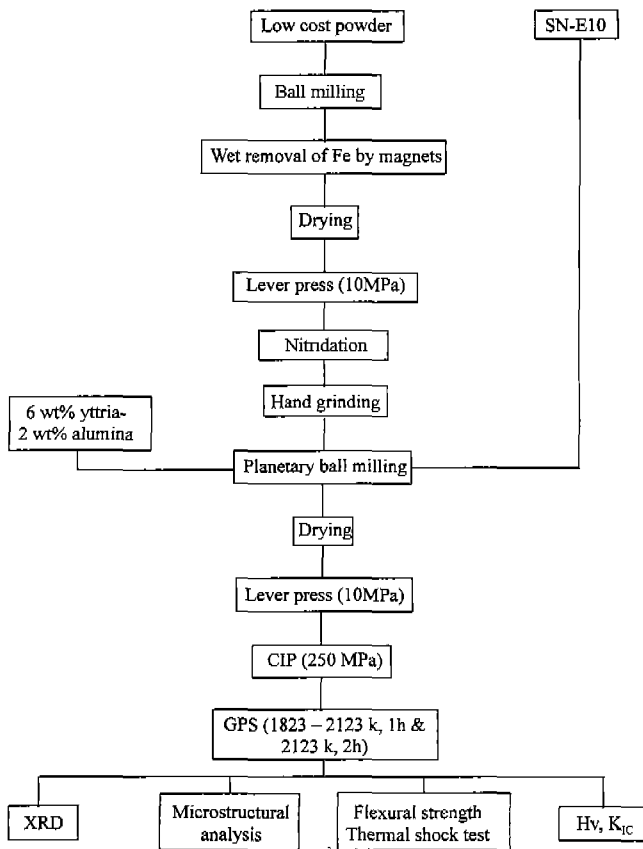 Low cost powder
SN-E10
Ball milling
Wet removal of Fe by magnets
Drying
Lever press (10MPa)
Nitridation
Hand grinding
6 wt% yttria-
2 wt% alumina
Planetary ball milling
Drying
Lever press (10MPa)
CIP (250 MPa)
GPS (1823 – 2123 k, 1h &
2123 k, 2h)
XRD
Microstructural
analysis
Flexural strength
Thermal shock test
Hv, K_IC